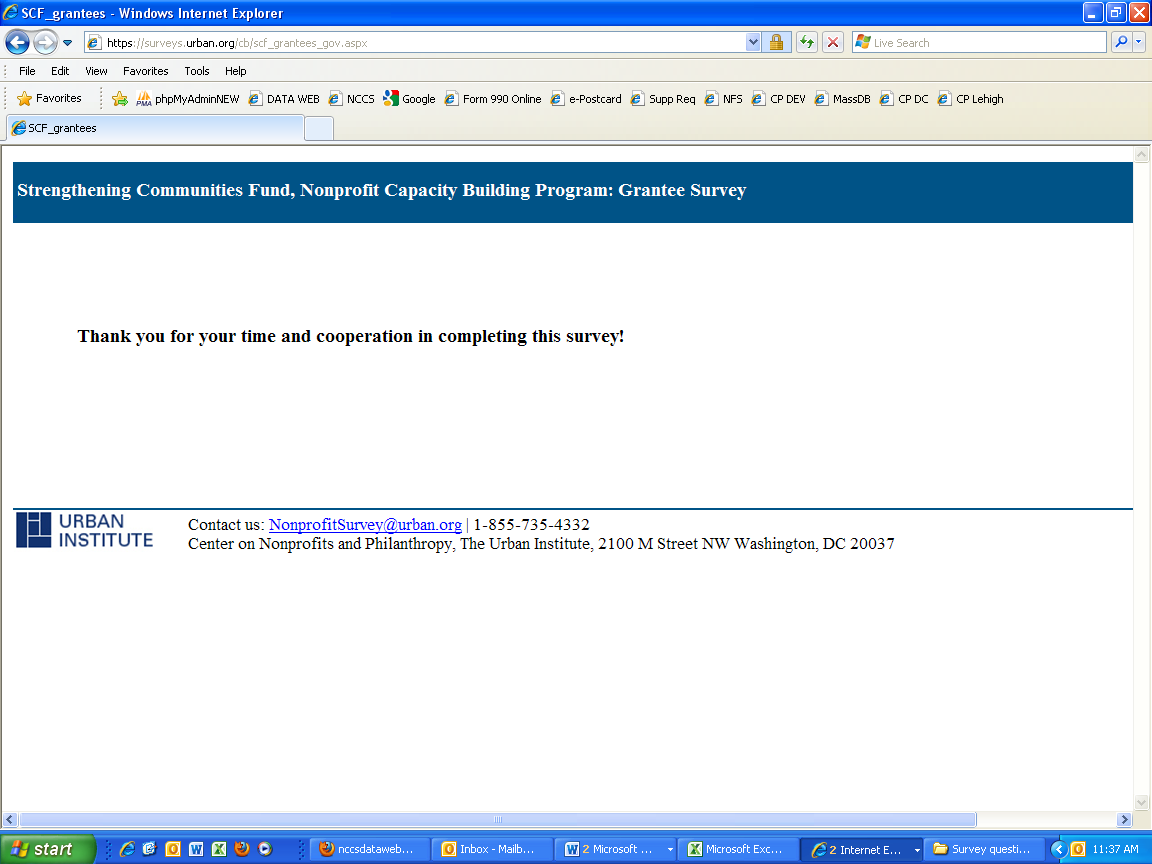 SCF_grantees - Windows Internet Explorer
https://surveys.urban.org/cb/scf_grantees_gov.aspx
Live Search
File Edit View Favorites Tools Help
Favorites phpMyAdminNEW DATA WEB NCCS Google Form 990 Online e-Postcard Supp Req NFS CP DEV MassDB CP DC CP Lehigh
SCF_grantees
Strengthening Communities Fund, Nonprofit Capacity Building Program: Grantee Survey
Thank you for your time and cooperation in completing this survey!
URBAN INSTITUTE
Contact us: NonprofitSurvey@urban.org | 1-855-735-4332
Center on Nonprofits and Philanthropy, The Urban Institute, 2100 M Street NW Washington, DC 20037
start nccsdataweb... Inbox - Mailb... 2 Microsoft ... Microsoft Exc... 2 Internet E... Survey questi... 11:37 AM